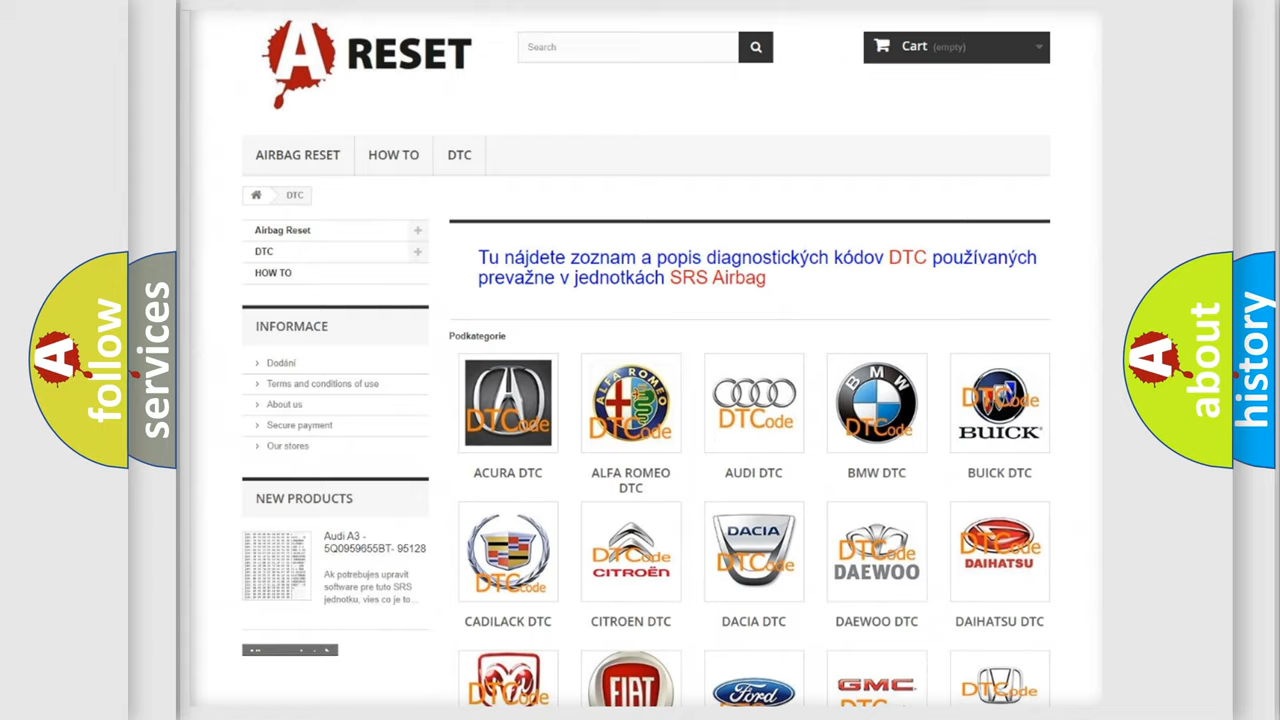 A RESET
Search
Cart (empty)
AIRBAG RESET
HOW TO
DTC
DTC
Airbag Reset
DTC
HOW TO
Tu nájdete zoznam a popis diagnostických kódov DTC používaných
prevažne v jednotkách SRS Airbag
INFORMACE
Dodání
Terms and conditions of use
About us
Secure payment
Our stores
Podkategorie
DTCode
ALFA ROMEO
DTCode
DTCode
BMW
DTCode
DTCode
BUICK
ACURA DTC
ALFA ROMEO
DTC
AUDI DTC
BMW DTC
BUICK DTC
NEW PRODUCTS
Audi A3 -
5Q0959655BT- 95128
Ak potrebujes upravit
software pre tuto SRS
jednotku, vies co je to...
DTCode
DTCode
CITROËN
DACIA
DTCode
DTCode
DAEWOO
DTCode
DAIHATSU
CADILACK DTC
CITROEN DTC
DACIA DTC
DAEWOO DTC
DAIHATSU DTC
DTCode
FIAT
Ford
GMC
DTCode
A
follow
services
A
about
history